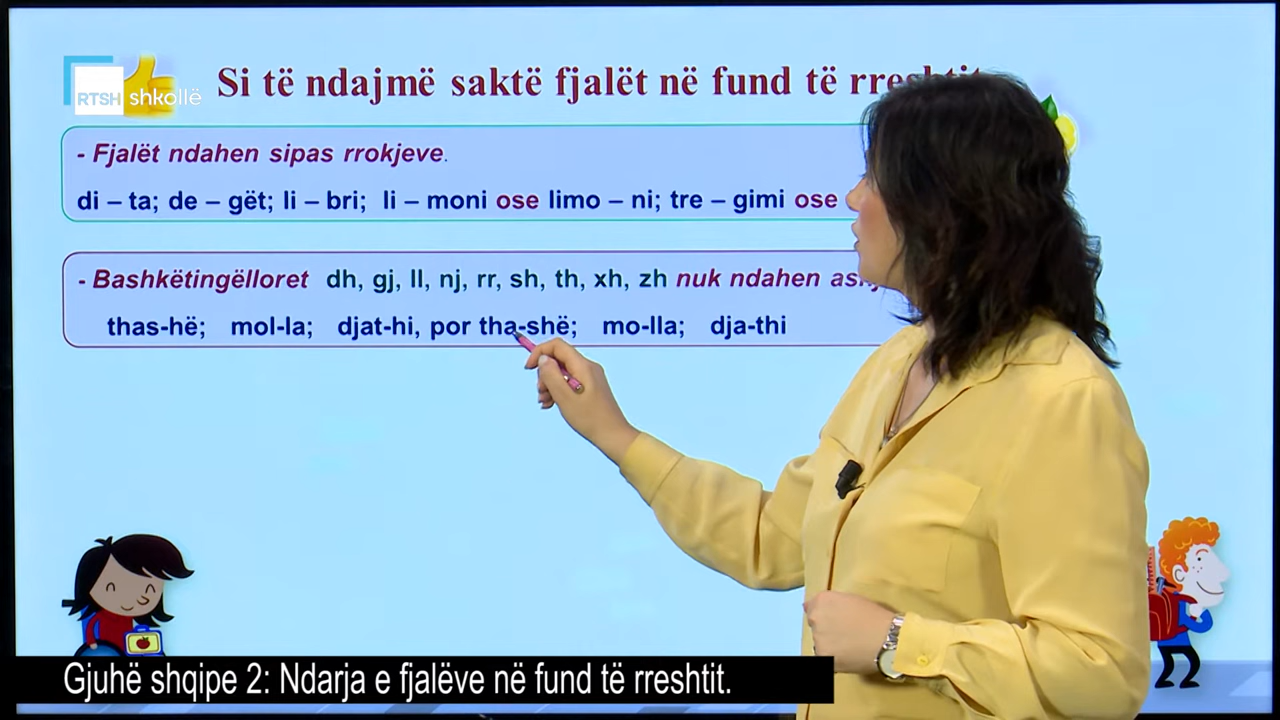 Si të ndajmë saktë fjalët në fund të
RTSH shkollë
- Fjalët ndahen sipas rrokjeve.
di – ta; de – gët; li – bri; li – moni ose limo – ni; tre – gimi ose
- Bashkëtingëlloret dh, gj, ll, nj, rr, sh, th, xh, zh nuk ndahen
thas-hë; mol-la; djat-hi, por tha-shë; mo-lla; dja-thi
Gjuhë shqipe 2: Ndarja e fjalëve në fund të rreshtit.